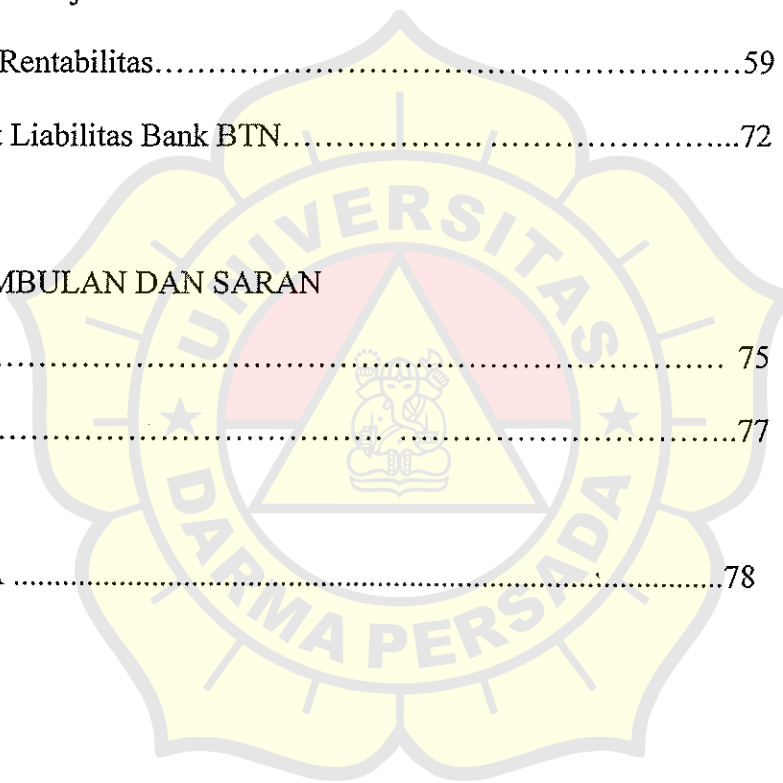 Rentabilitas……………………………………………….59
Liabilitas Bank BTN………………………………………...72
MBULAN DAN SARAN
............................................................ 75
............................................................77
............................................................78
UNIVERSITAS
DARMA PERSADA